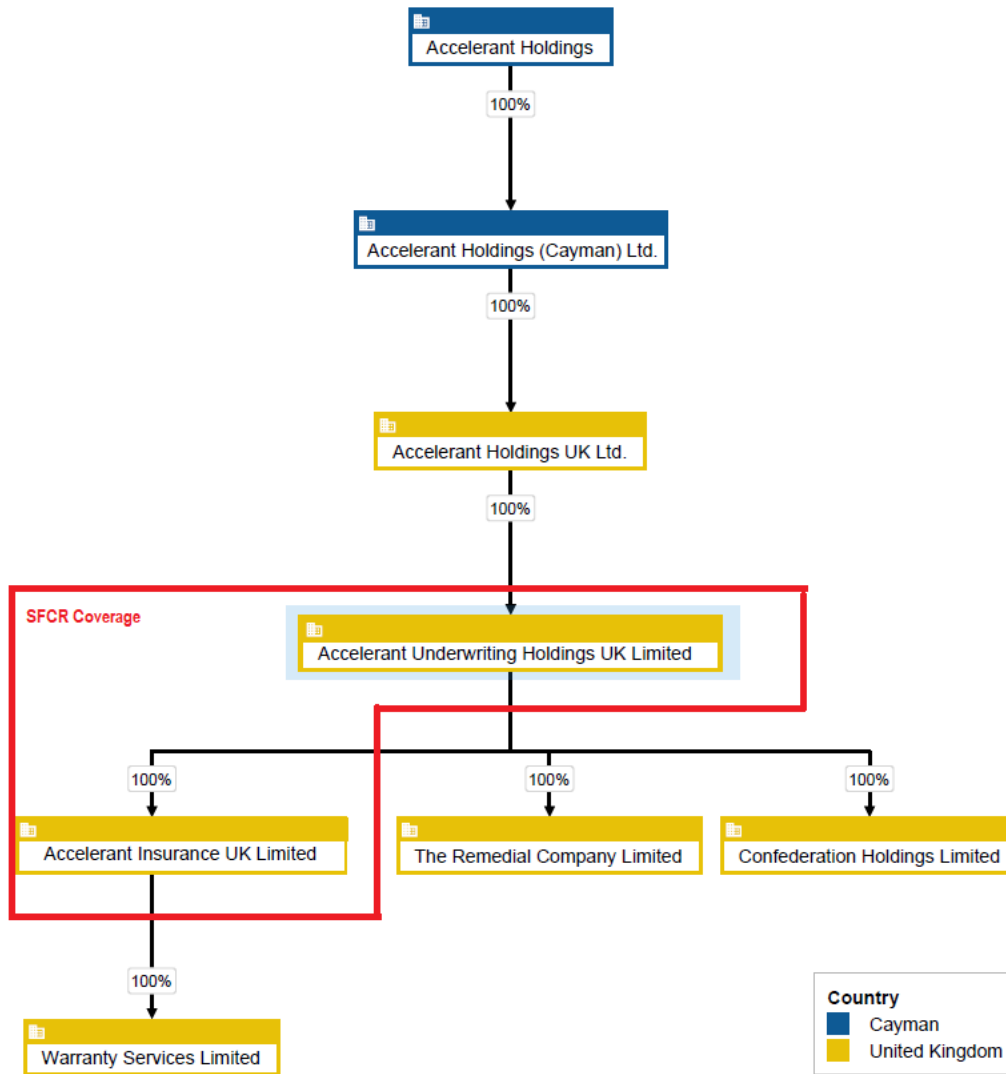 Accelerant Holdings
100%
Accelerant Holdings (Cayman) Ltd.
100%
Accelerant Holdings UK Ltd.
100%
SFCR Coverage
Accelerant Underwriting Holdings UK Limited
100%
100%
100%
Accelerant Insurance UK Limited
The Remedial Company Limited
Confederation Holdings Limited
100%
Warranty Services Limited
Country
Cayman
United Kingdom